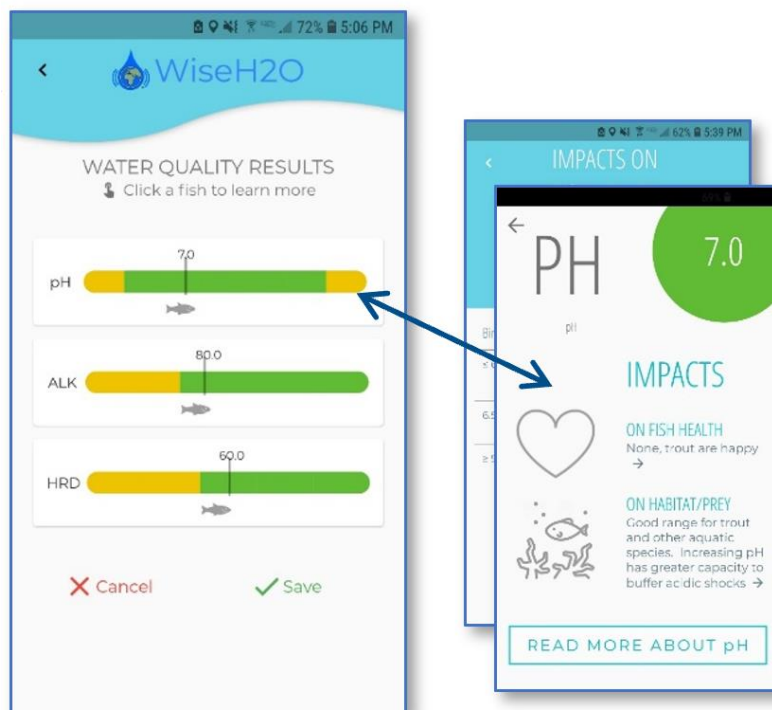 72% 5:06 PM
WiseH2O
WATER QUALITY RESULTS
Click a fish to learn more
7.0
pH
80.0
ALK
60.0
HRD
Cancel
Save
62% 5:39 PM
IMPACTS ON
69%
PH
7.0
pH
IMPACTS
ON FISH HEALTH
None, trout are happy
→
ON HABITAT/PREY
Good range for trout
and other aquatic
species. Increasing pH
has greater capacity to
buffer acidic shocks →
READ MORE ABOUT pH